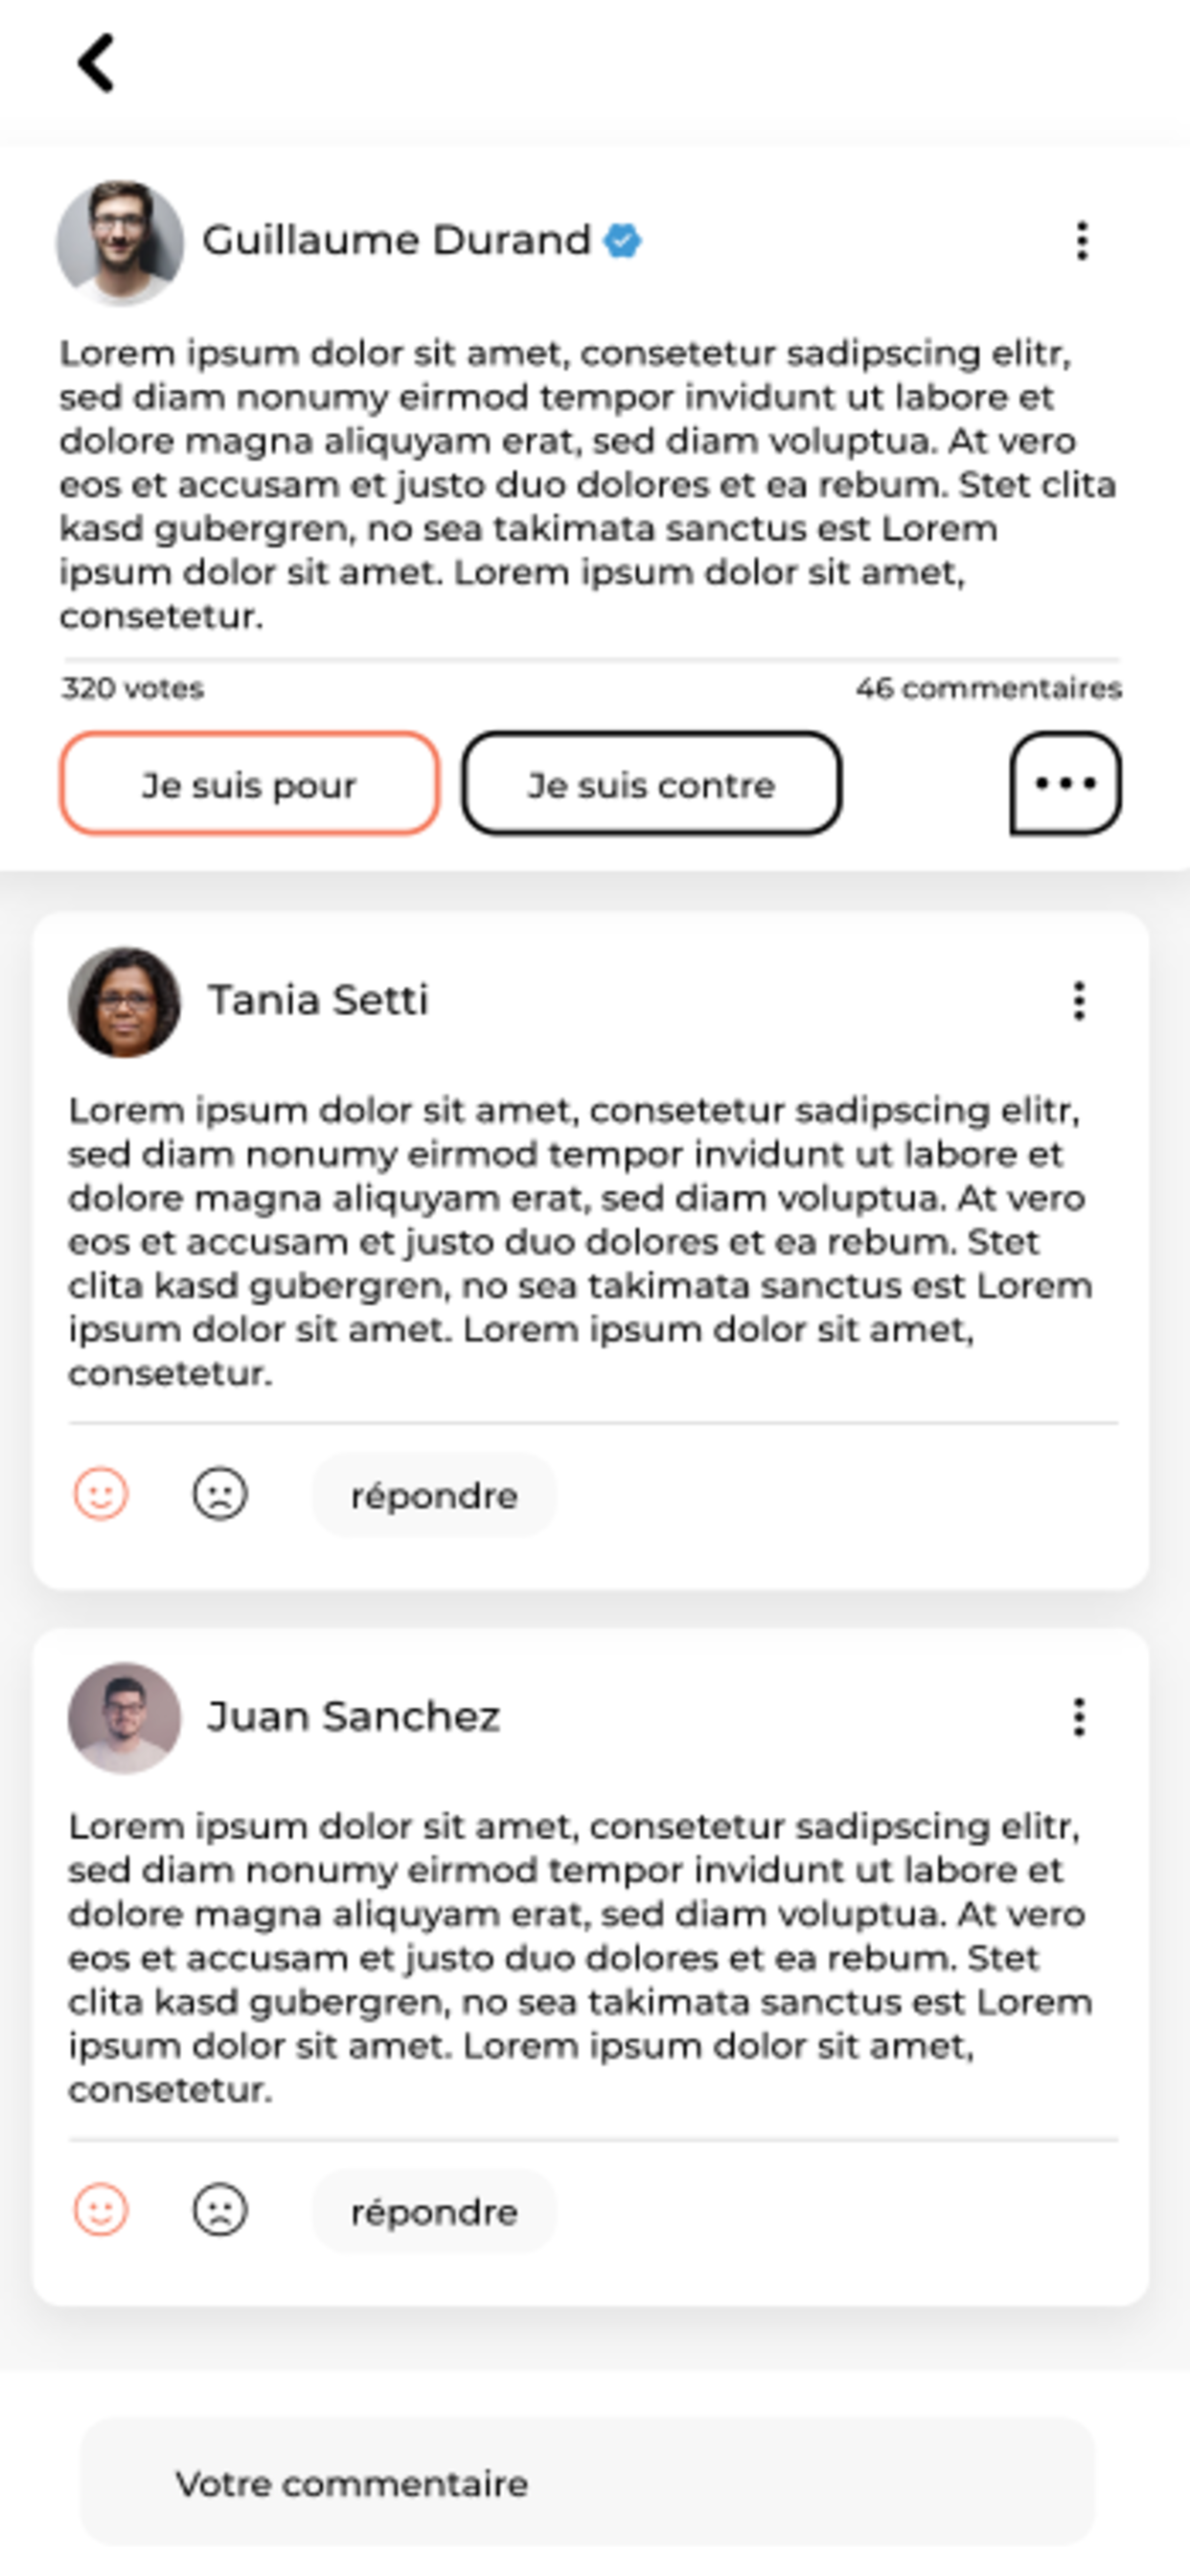 Guillaume Durand
Lorem ipsum dolor sit amet, consetetur sadipscing elitr,
sed diam nonumy eirmod tempor invidunt ut labore et
dolore magna aliquyam erat, sed diam voluptua. At vero
eos et accusam et justo duo dolores et ea rebum. Stet clita
kasd gubergren, no sea takimata sanctus est Lorem
ipsum dolor sit amet. Lorem ipsum dolor sit amet,
consetetur.
320 votes
46 commentaires
Je suis pour
Je suis contre
Tania Setti
Lorem ipsum dolor sit amet, consetetur sadipscing elitr,
sed diam nonumy eirmod tempor invidunt ut labore et
dolore magna aliquyam erat, sed diam voluptua. At vero
eos et accusam et justo duo dolores et ea rebum. Stet
clita kasd gubergren, no sea takimata sanctus est Lorem
ipsum dolor sit amet. Lorem ipsum dolor sit amet,
consetetur.
répondre
Juan Sanchez
Lorem ipsum dolor sit amet, consetetur sadipscing elitr,
sed diam nonumy eirmod tempor invidunt ut labore et
dolore magna aliquyam erat, sed diam voluptua. At vero
eos et accusam et justo duo dolores et ea rebum. Stet
clita kasd gubergren, no sea takimata sanctus est Lorem
ipsum dolor sit amet. Lorem ipsum dolor sit amet,
consetetur.
répondre
Votre commentaire